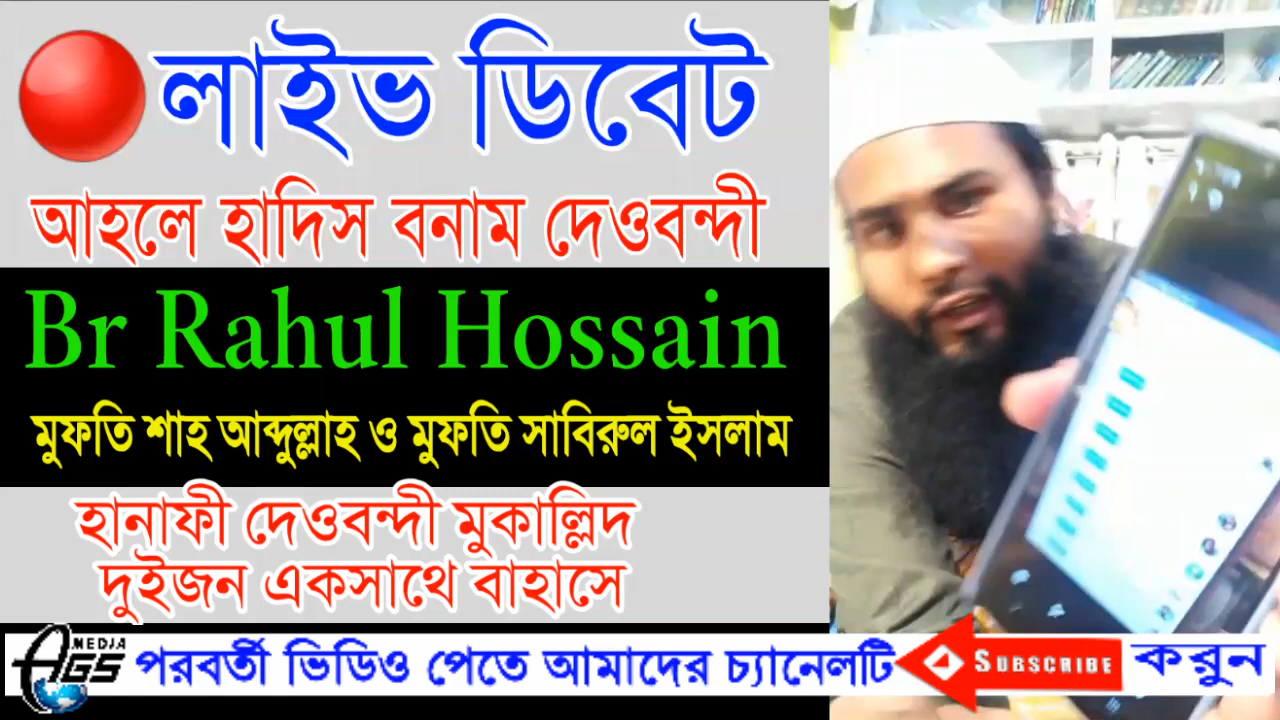 লাইভ ডিবেট
আহলে হাদিস বনাম দেওবন্দী
Br Rahul Hossain
মুফতি শাহ আব্দুল্লাহ ও মুফতি সাবিরুল ইসলাম
হানাফী দেওবন্দী মুকাল্লিদ
দুইজন একসাথে বাহাসে
AGS MEDIA
পরবর্তী ভিডিও পেতে আমাদের চ্যানেলটি SUBSCRIBE করুন